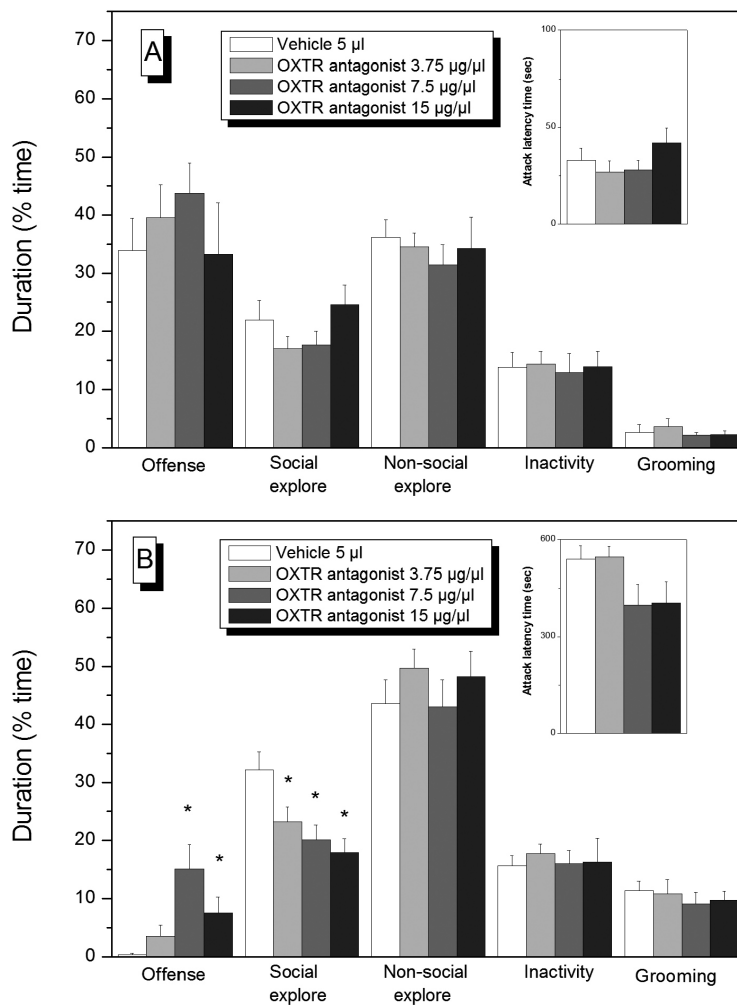 A
Vehicle 5 µl
OXTR antagonist 3.75 µg/µl
OXTR antagonist 7.5 µg/µl
OXTR antagonist 15 µg/µl
Duration (% time)
70
60
50
40
30
20
10
0
Attack latency time (sec)
100
50
0
Offense
Social
explore
Non-social
explore
Inactivity
Grooming
B
Vehicle 5 µl
OXTR antagonist 3.75 µg/µl
OXTR antagonist 7.5 µg/µl
OXTR antagonist 15 µg/µl
Duration (% time)
70
60
50
40
30
20
10
0
Attack latency time (sec)
600
300
0
* * * * *
Offense
Social
explore
Non-social
explore
Inactivity
Grooming